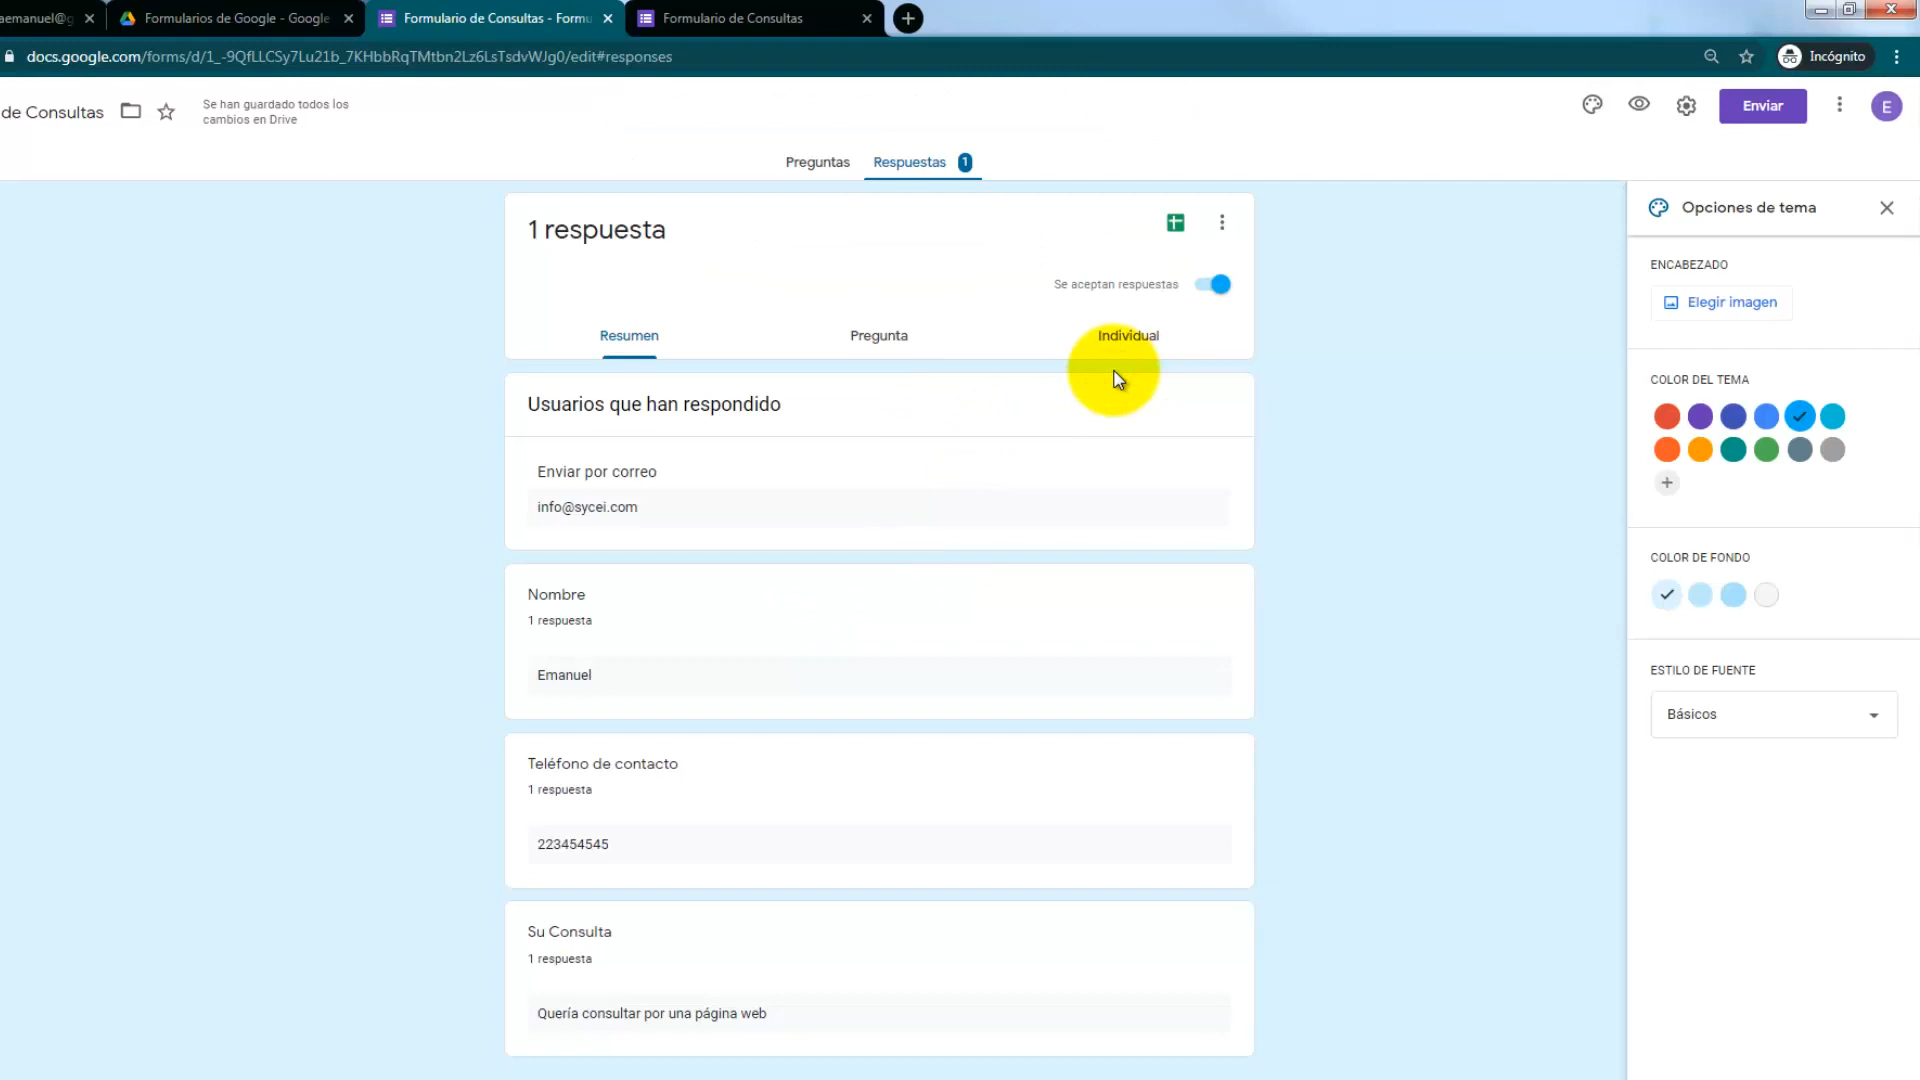 aemanuel@g
Formularios de Google - Google
Formulario de Consultas - Formu
Formulario de Consultas
docs.google.com/forms/d/1_-9QfLLCSy7Lu21b_7KHbbRqTMtbn2Lz6LsTsdvWJg0/edit#responses
Incógnito
de Consultas
Se han guardado todos los
cambios en Drive
Enviar
E
Preguntas
Respuestas 1
1 respuesta
Se aceptan respuestas
Resumen
Pregunta
Individual
Usuarios que han respondido
Enviar por correo
info@sycei.com
Nombre
1 respuesta
Emanuel
Teléfono de contacto
1 respuesta
223454545
Su Consulta
1 respuesta
Quería consultar por una página web
Opciones de tema
ENCABEZADO
Elegir imagen
COLOR DEL TEMA
COLOR DE FONDO
ESTILO DE FUENTE
Básicos